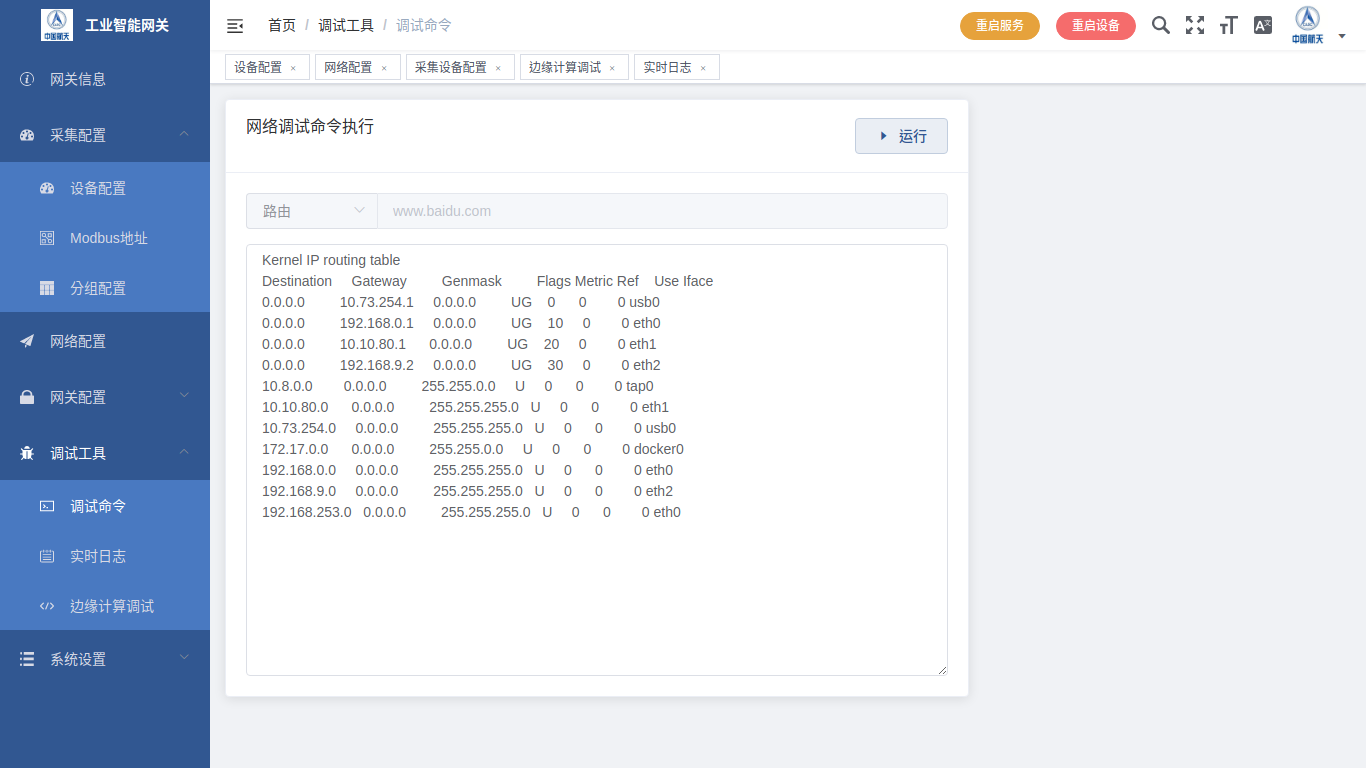 中国航天
工业智能网关
网关信息
采集配置
设备配置
Modbus地址
分组配置
网络配置
网关配置
调试工具
调试命令
实时日志
边缘计算调试
系统设置
首页 / 调试工具 / 调试命令
重启服务
重启设备
中国航天
设备配置 ×
网络配置 ×
采集设备配置 ×
边缘计算调试 ×
实时日志 ×
网络调试命令执行
运行
路由
www.baidu.com
Kernel IP routing table
Destination Gateway Genmask Flags Metric Ref Use Iface
0.0.0.0 10.73.254.1 0.0.0.0 UG 0 0 0 usb0
0.0.0.0 192.168.0.1 0.0.0.0 UG 10 0 0 eth0
0.0.0.0 10.10.80.1 0.0.0.0 UG 20 0 0 eth1
0.0.0.0 192.168.9.2 0.0.0.0 UG 30 0 0 eth2
10.8.0.0 0.0.0.0 255.255.0.0 U 0 0 0 tap0
10.10.80.0 0.0.0.0 255.255.255.0 U 0 0 0 eth1
10.73.254.0 0.0.0.0 255.255.255.0 U 0 0 0 usb0
172.17.0.0 0.0.0.0 255.255.0.0 U 0 0 0 docker0
192.168.0.0 0.0.0.0 255.255.255.0 U 0 0 0 eth0
192.168.9.0 0.0.0.0 255.255.255.0 U 0 0 0 eth2
192.168.253.0 0.0.0.0 255.255.255.0 U 0 0 0 eth0